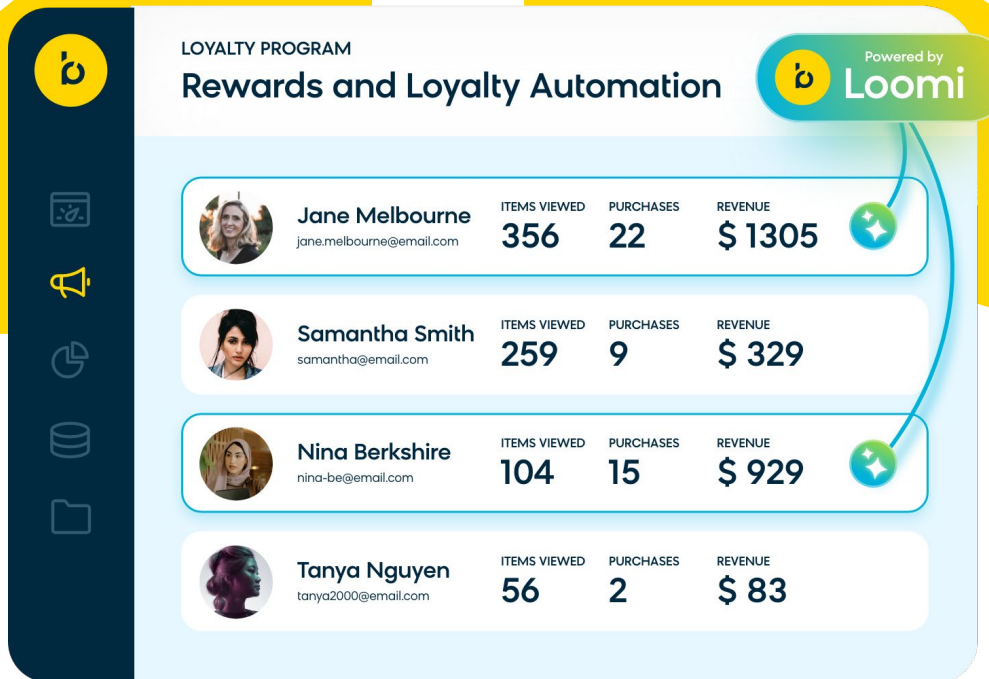 LOYALTY PROGRAM
Rewards and Loyalty Automation
Powered by
Loomi
Jane Melbourne
jane.melbourne@email.com
ITEMS VIEWED
356
PURCHASES
22
REVENUE
$ 1305
Samantha Smith
samantha@email.com
ITEMS VIEWED
259
PURCHASES
9
REVENUE
$ 329
Nina Berkshire
nina-be@email.com
ITEMS VIEWED
104
PURCHASES
15
REVENUE
$ 929
Tanya Nguyen
tanya2000@email.com
ITEMS VIEWED
56
PURCHASES
2
REVENUE
$ 83